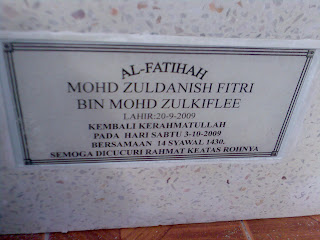 AL-FATIHAH
MOHD ZULDANISH FITRI
BIN MOHD ZULKIFLEE
LAHIR:20-9-2009
KEMBALI KERAHMATULLAH
PADA HARI SABTU 3-10-2009
BERSAMAAN 14 SYAWAL 1430.
SEMOGA DICUCURI RAHMAT KEATAS ROHNYA